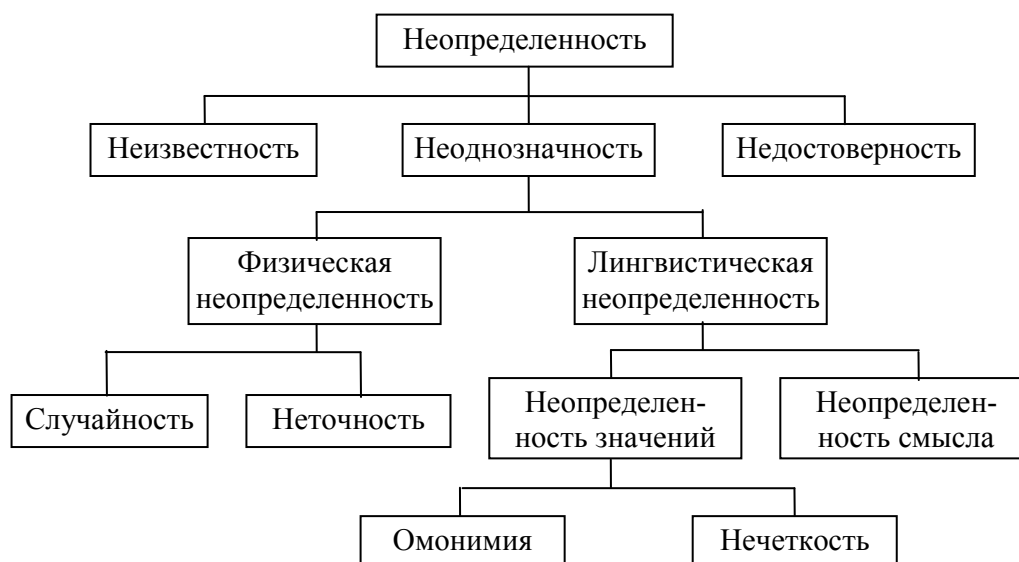 Неопределенность
Неизвестность
Неоднозначность
Недостоверность
Физическая
неопределенность
Лингвистическая
неопределенность
Случайность
Неточность
Неопределен-
ность значений
Неопределен-
ность смысла
Омонимия
Нечеткость